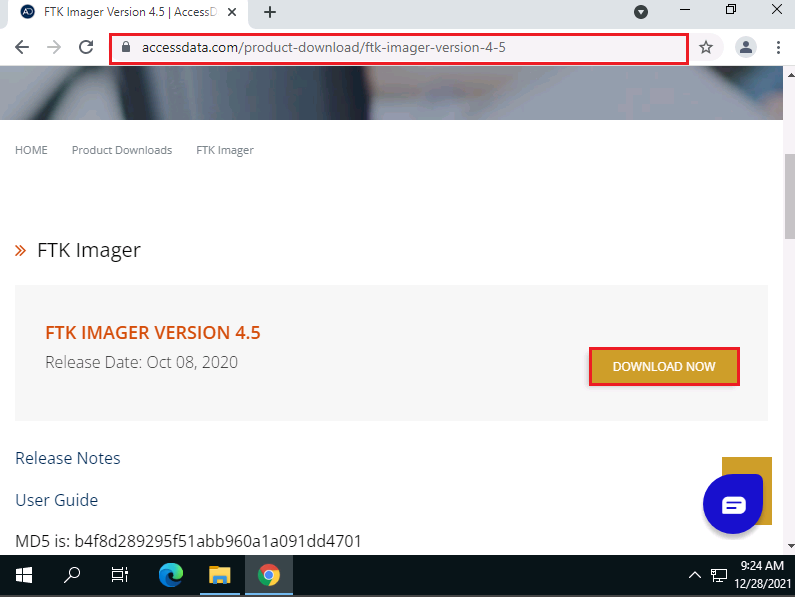 FTK Imager Version 4.5 | AccessD
accessdata.com/product-download/ftk-imager-version-4-5
HOME Product Downloads FTK Imager
FTK Imager
FTK IMAGER VERSION 4.5
Release Date: Oct 08, 2020
DOWNLOAD NOW
Release Notes
User Guide
MD5 is: b4f8d289295f51abb960a1a091dd4701
9:24 AM
12/28/2021